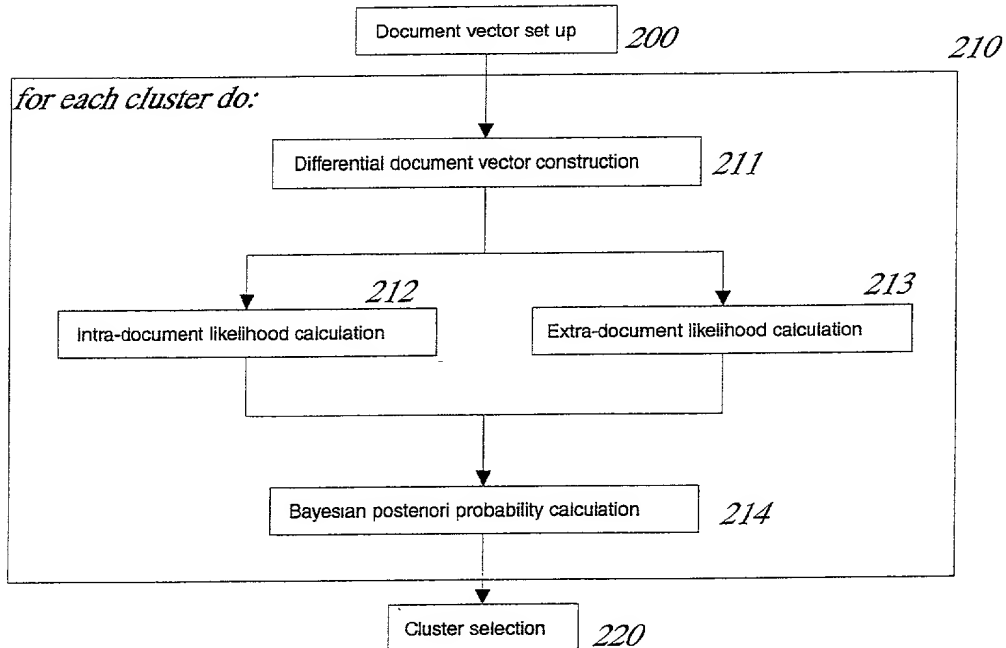 Document vector set up
200
210
for each cluster do:
Differential document vector construction
211
212
213
Intra-document likelihood calculation
Extra-document likelihood calculation
Bayesian postenori probability calculation
214
Cluster selection
220